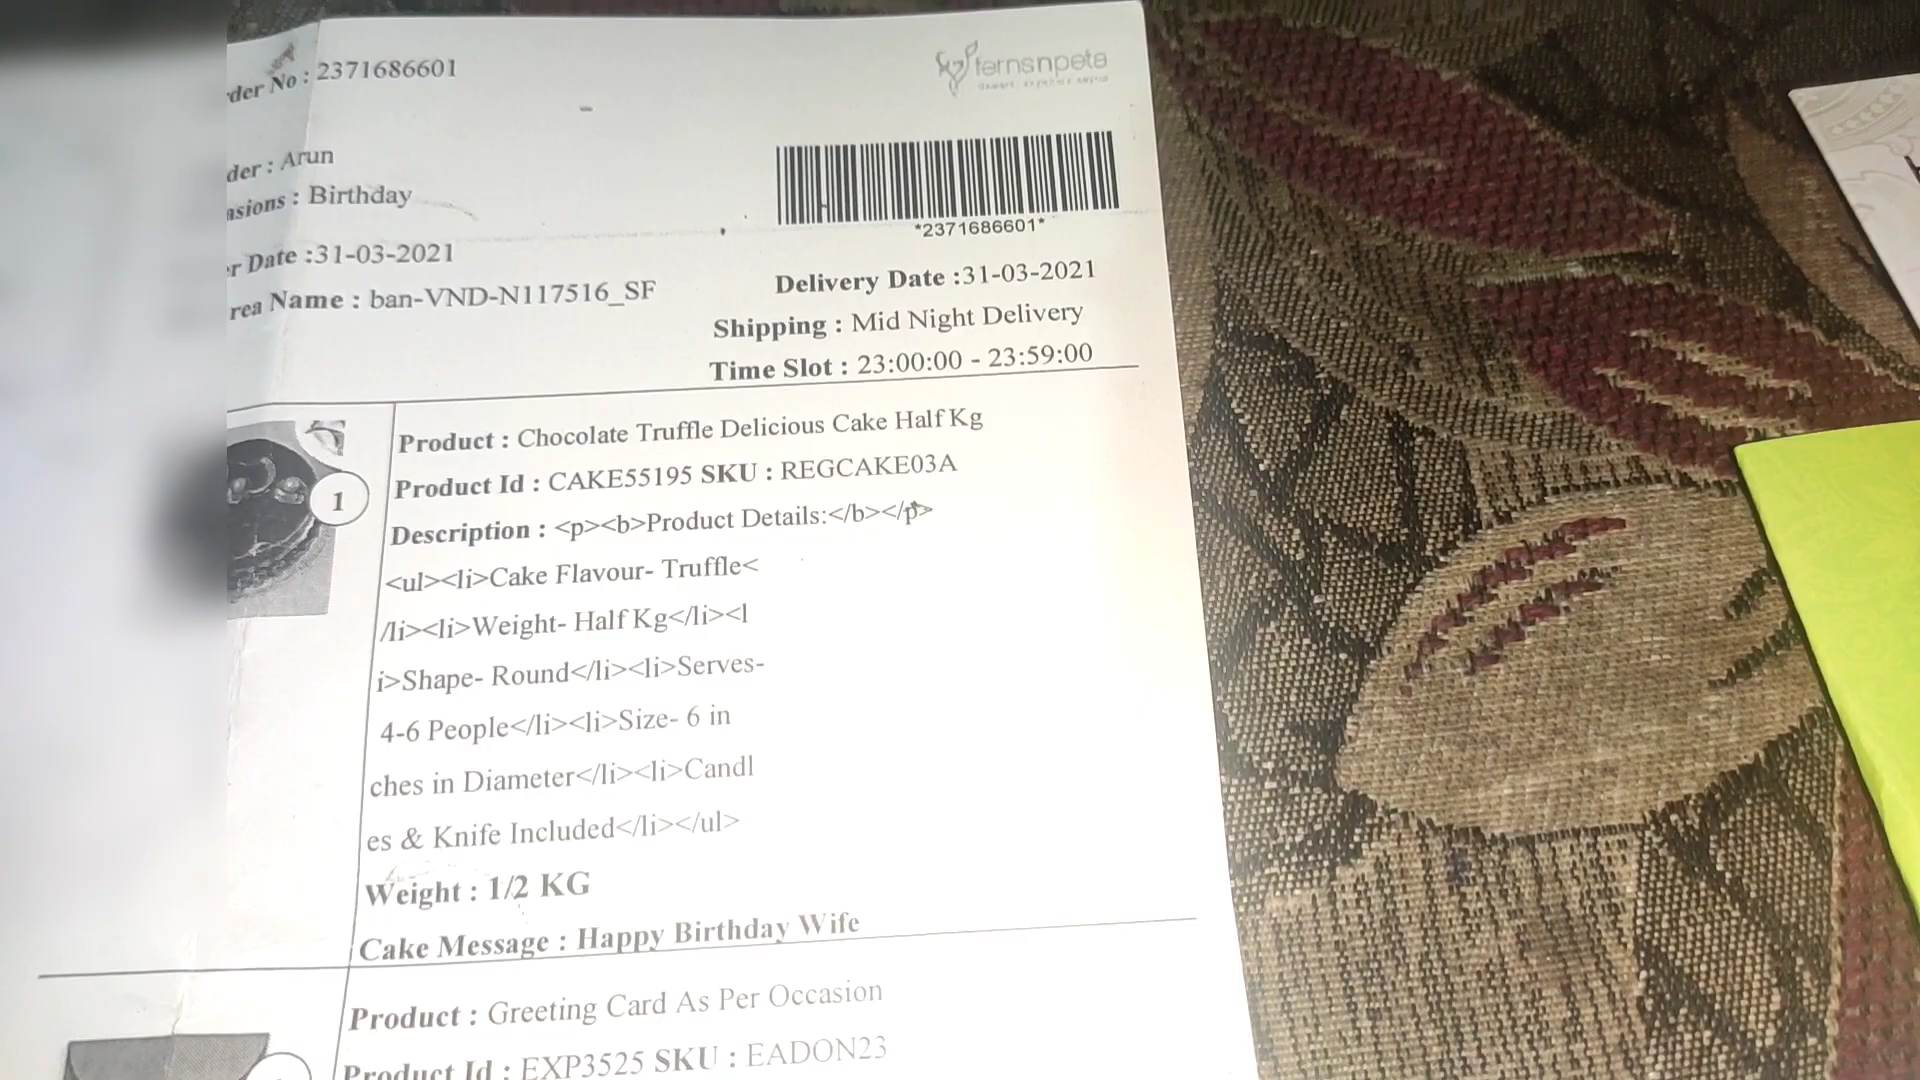 der No : 2371686601
fernsnpetals
der : Arun
asions : Birthday
*2371686601*
r Date :31-03-2021
Delivery Date :31-03-2021
rea Name : ban-VND-N117516_SF
Shipping : Mid Night Delivery
Time Slot : 23:00:00 - 23:59:00
1
Product : Chocolate Truffle Delicious Cake Half Kg
Product Id : CAKE55195 SKU : REGCAKE03A
Description : <p><b>Product Details:</b></p>
<ul><li>Cake Flavour- Truffle<
/li><li>Weight- Half Kg</li><l
i>Shape- Round</li><li>Serves-
4-6 People</li><li>Size- 6 in
ches in Diameter</li><li>Candl
es & Knife Included</li></ul>
Weight : 1/2 KG
Cake Message : Happy Birthday Wife
Product : Greeting Card As Per Occasion
Product Id : EXP3525 SKU : EADON23